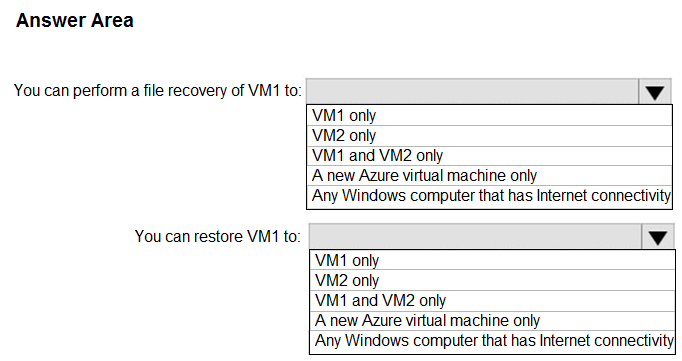 Answer Area
You can perform a file recovery of VM1 to:
VM1 only
VM2 only
VM1 and VM2 only
A new Azure virtual machine only
Any Windows computer that has Internet connectivity
You can restore VM1 to:
VM1 only
VM2 only
VM1 and VM2 only
A new Azure virtual machine only
Any Windows computer that has Internet connectivity